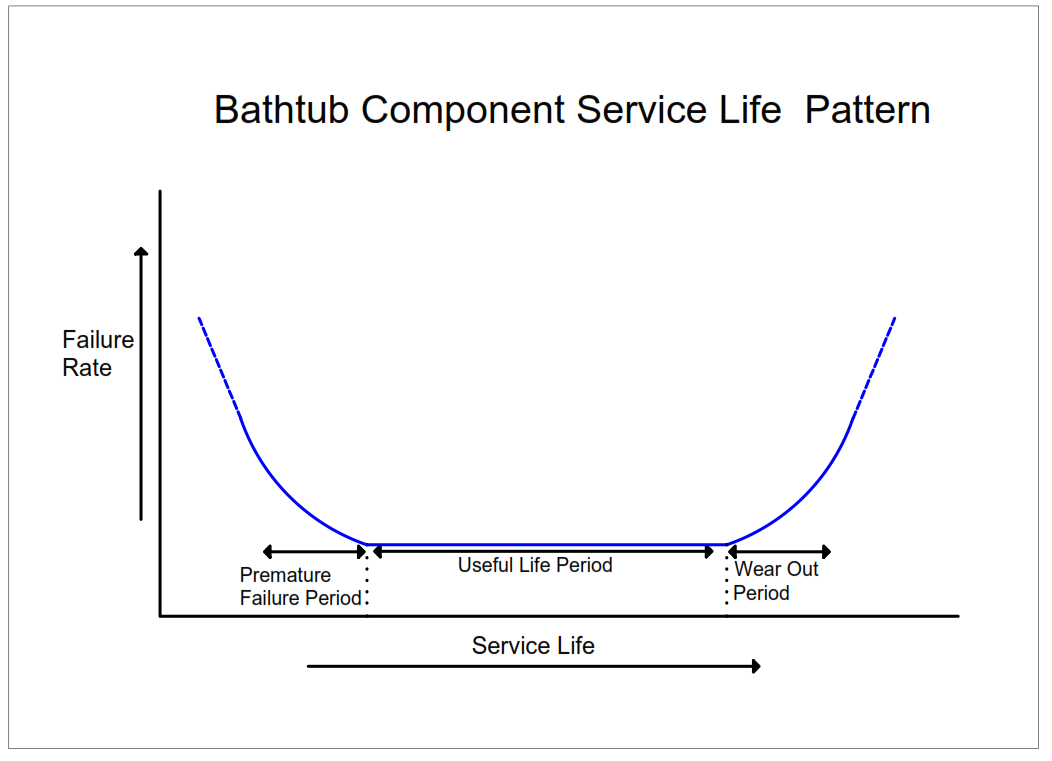 Bathtub Component Service Life  Pattern
Failure
Rate
Premature
Failure Period
Useful Life Period
Wear Out
Period
Service Life